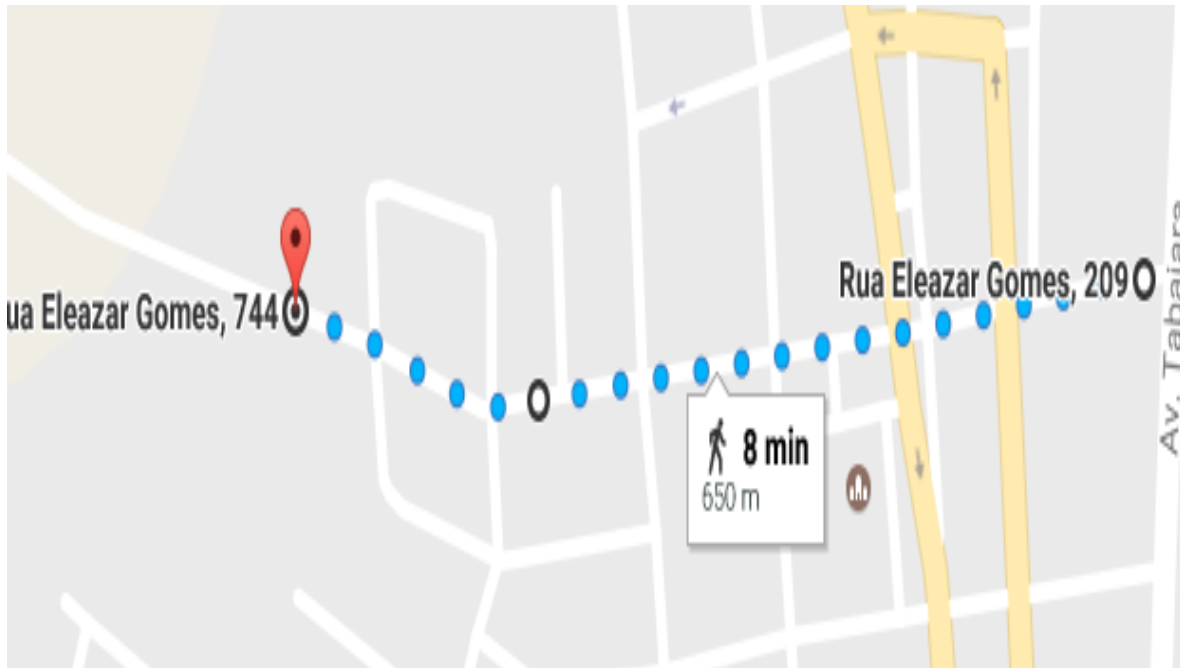 Rua Eleazar Gomes, 209
ua Eleazar Gomes, 744
8 min
650 m
Av. Tabajara